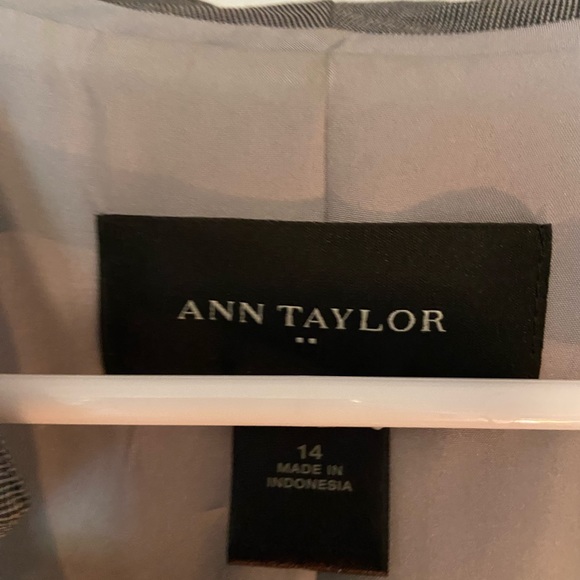 ANN TAYLOR
14
MADE IN
INDONESIA